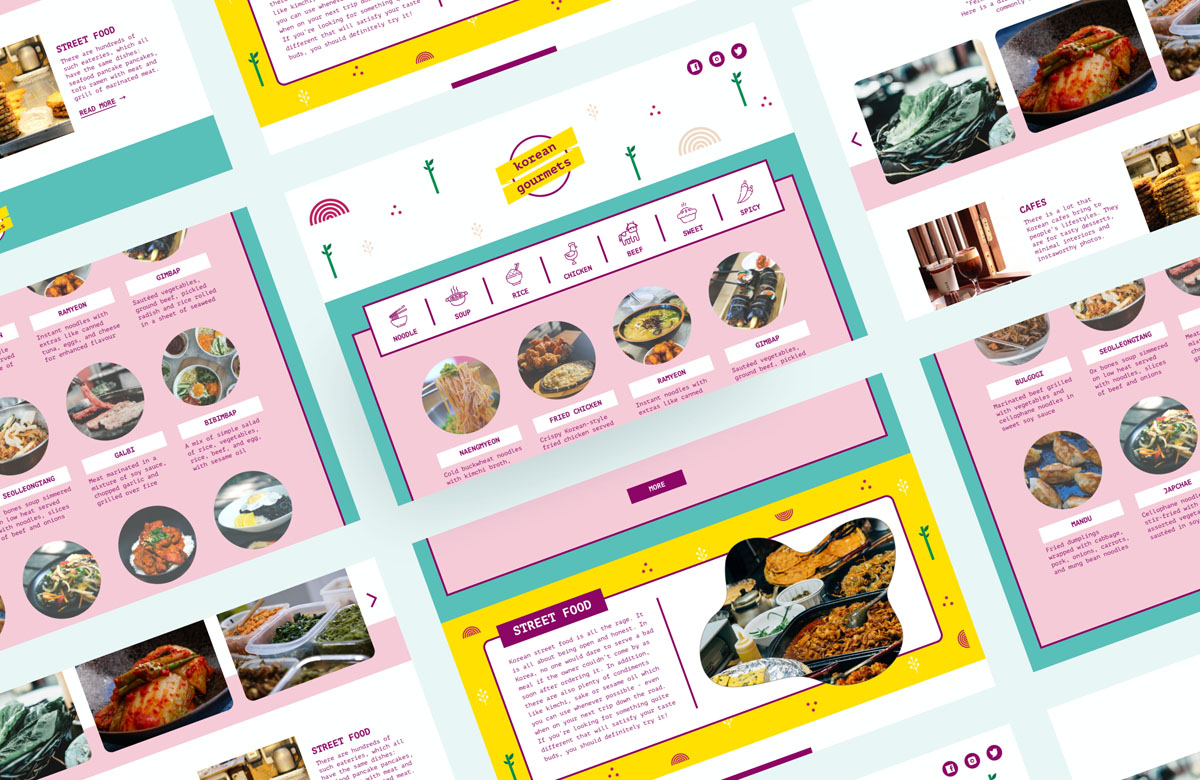 STREET FOOD
There are hundreds of
such eateries, which all
have the same dishes:
seafood pancake pancakes,
tofu ramen with meat and
grill of marinated meat.
READ MORE →
like kimchi,
you can use whenever
when on your next trip down
If you're looking for something
different that will satisfy your taste
buds, you should definitely try it!
korean
gourmets
NOODLE
SOUP
RICE
CHICKEN
BEEF
SWEET
SPICY
NAENGMYEON
Cold buckwheat noodles
with kimchi broth,
FRIED CHICKEN
Crispy Korean-style
fried chicken served
RAMYEON
Instant noodles with
extras like canned
GIMBAP
Sautéed vegetables,
ground beef, pickled
Here is a
commonly
CAFES
There is a lot that
Korean cafes bring to
people's lifestyles. They
are for tasty desserts,
minimal interiors and
instaworthy photos.
RAMYEON
Instant noodles with
extras like canned
tuna, eggs, and cheese
for enhanced flavour
GIMBAP
Sautéed vegetables,
ground beef, pickled
radish and rice rolled
in a sheet of seaweed
SEOLLEONGTANG
bones soup simmered
on low heat served
with noodles, slices
of beef and onions
GALBI
Meat marinated in a
mixture of soy sauce,
chopped garlic and
grilled over fire
BIBIMBAP
A mix of simple salad
of rice, vegetables,
rice, beef, and egg,
with sesame oil
MORE
STREET FOOD
Korean street food is all the rage. It
is all about being open and honest. In
Korea, no one would dare to serve a bad
meal if the owner couldn't come by as
soon after ordering it. In addition,
there are also plenty of condiments
like kimchi, sake or sesame oil which
you can use whenever possible - even
when on your next trip down the road.
If you're looking for something quite
different that will satisfy your taste
buds, you should definitely try it!
BULGOGI
Marinated beef grilled
with vegetables and
cellophane noodles in
sweet soy sauce
SEOLLEONGTANG
Ox bones soup simmered
on low heat served
with noodles, slices
of beef and onions
MANDU
Fried dumplings
wrapped with cabbage,
pork, onions, carrots,
and mung bean noodles
JAPCHAE
Cellophane
stir-fried with
assorted
sautéed in
STREET FOOD
There are hundreds of
such eateries, which all
have the same dishes:
seafood pancake pancakes,
with meat and
meat.